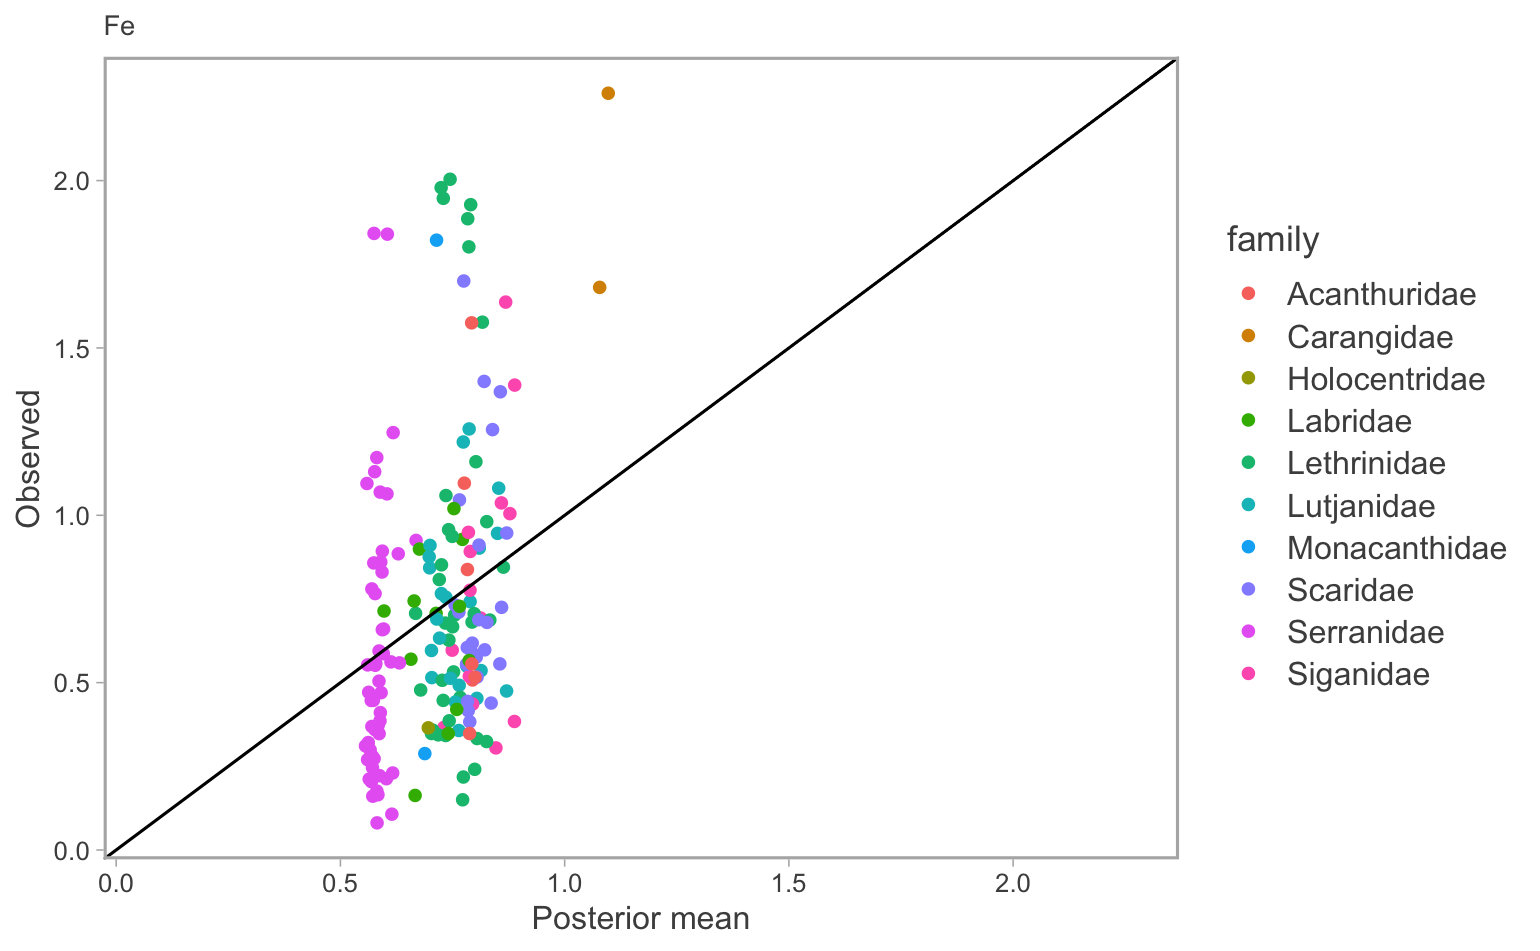 Fe
2.0
1.5
1.0
0.5
0.0
Observed
0.0 0.5 1.0 1.5 2.0
Posterior mean
family
Acanthuridae
Carangidae
Holocentridae
Labridae
Lethrinidae
Lutjanidae
Monacanthidae
Scaridae
Serranidae
Siganidae